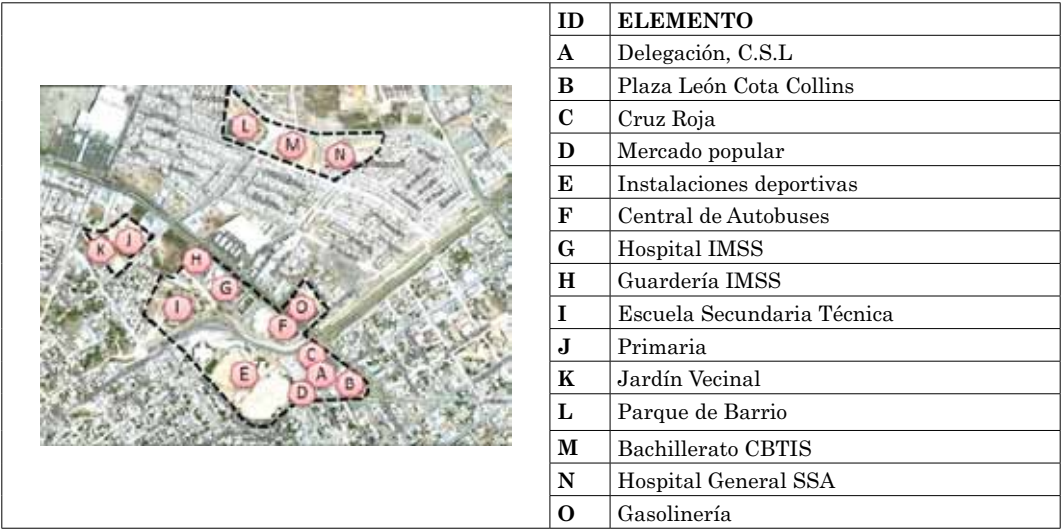 ID ELEMENTO
A Delegación, C.S.L
B Plaza León Cota Collins
C Cruz Roja
D Mercado popular
E Instalaciones deportivas
F Central de Autobuses
G Hospital IMSS
H Guardería IMSS
I Escuela Secundaria Técnica
J Primaria
K Jardín Vecinal
L Parque de Barrio
M Bachillerato CBTIS
N Hospital General SSA
O Gasolinería
L
M
N
K J
H
G
I
O
F
C
E A
B
D